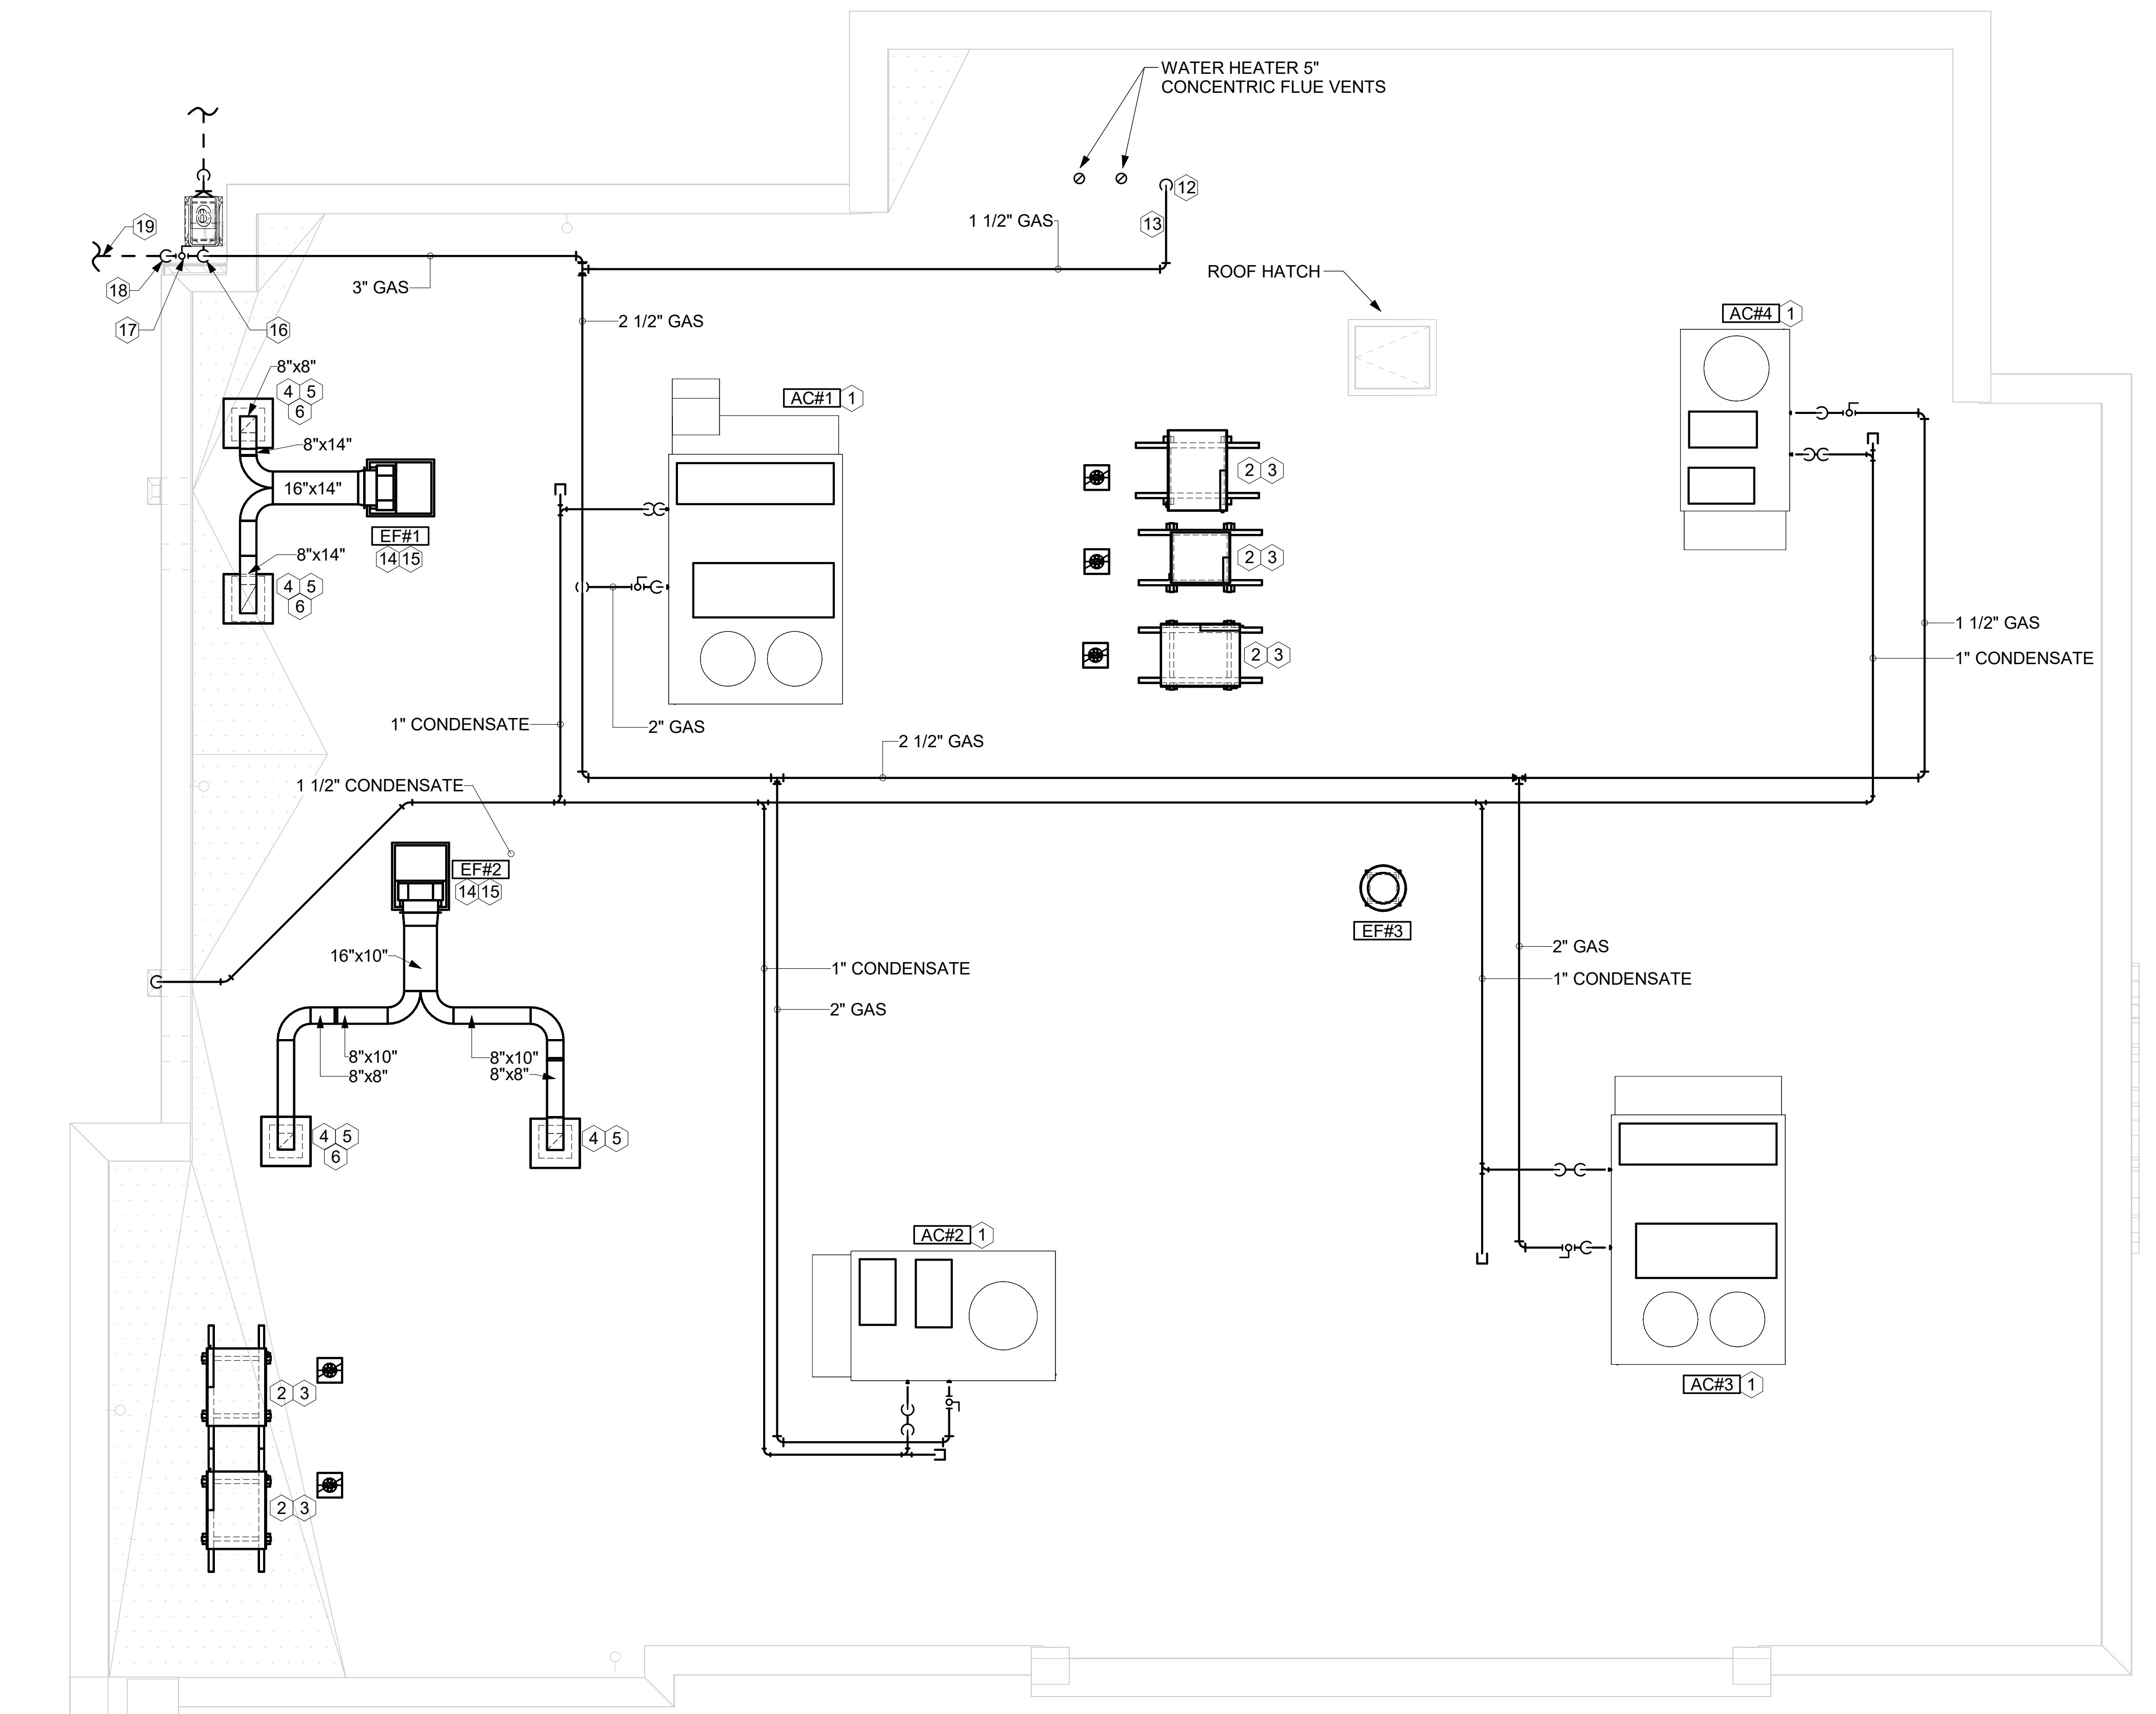 WATER HEATER 5"
CONCENTRIC FLUE VENTS
12
13
1 1/2" GAS
19
18
17
16
3" GAS
ROOF HATCH
2 1/2" GAS
AC#4 1
8"x8"
4 5
6
AC#1 1
8"x14"
16"x14"
EF#1
14 15
8"x14"
4 5
6
2 3
2 3
2 3
1 1/2" GAS
1" CONDENSATE
1" CONDENSATE
2" GAS
2 1/2" GAS
1 1/2" CONDENSATE
EF#2
14 15
EF#3
16"x10"
1" CONDENSATE
2" GAS
2" GAS
1" CONDENSATE
8"x10"
8"x8"
8"x10"
8"x8"
4 5
6
4 5
AC#2 1
AC#3 1
2 3
2 3